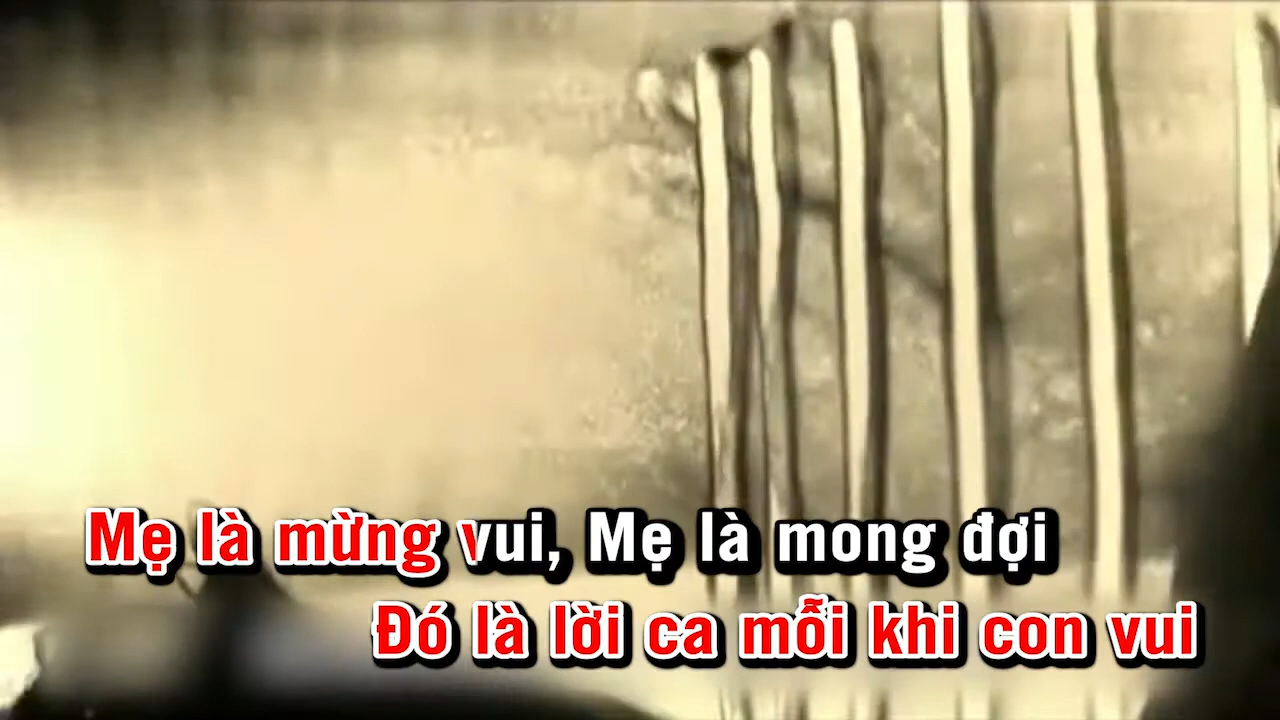 Mẹ là mừng vui, Mẹ là mong đợi
Đó là lời ca mỗi khi con vui